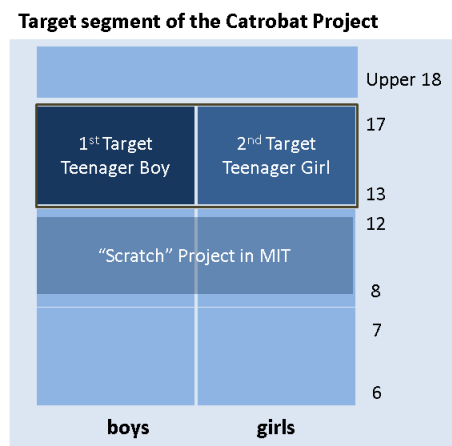 Target segment of the Catrobat Project
Upper 18
17
1st Target
Teenager Boy
2nd Target
Teenager Girl
13
12
“Scratch” Project in MIT
8
7
6
boys
girls